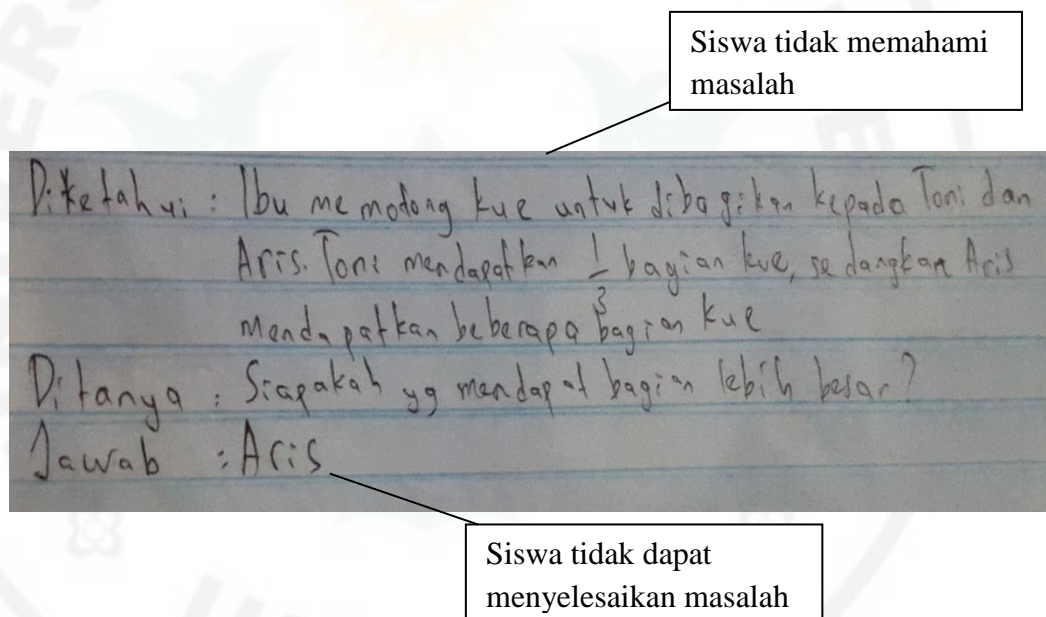 Siswa tidak memahami
masalah
Diketahui : Ibu memotong kue untuk dibagikan kepada Toni dan
Aris. Toni mendapatkan 1/3 bagian kue, sedangkan Aris
Mendapatkan beberapa bagian kue
Ditanya : Siapakah yg mendapat bagian lebih besar?
Jawab : Aris
Siswa tidak dapat
menyelesaikan masalah